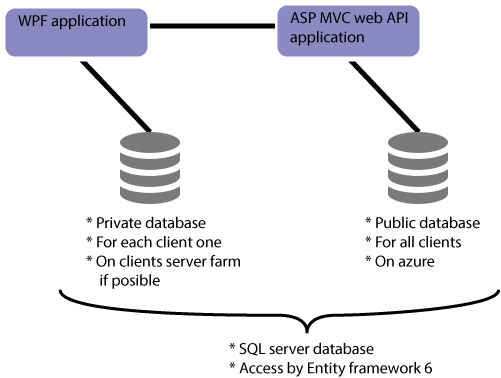 WPF application
ASP MVC web API
application
* Private database
* For each client one
* On clients server farm
if posible
* Public database
* For all clients
* On azure
* SQL server database
* Access by Entity framework 6